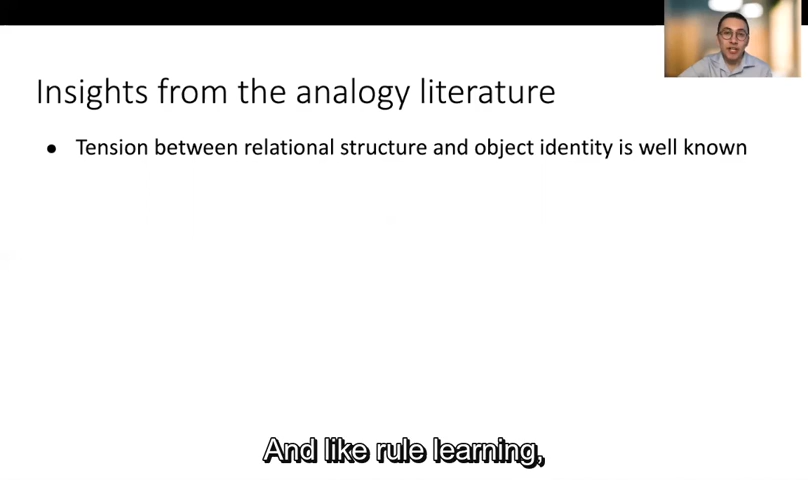 Insights from the analogy literature
● Tension between relational structure and object identity is well known
And like rule learning,